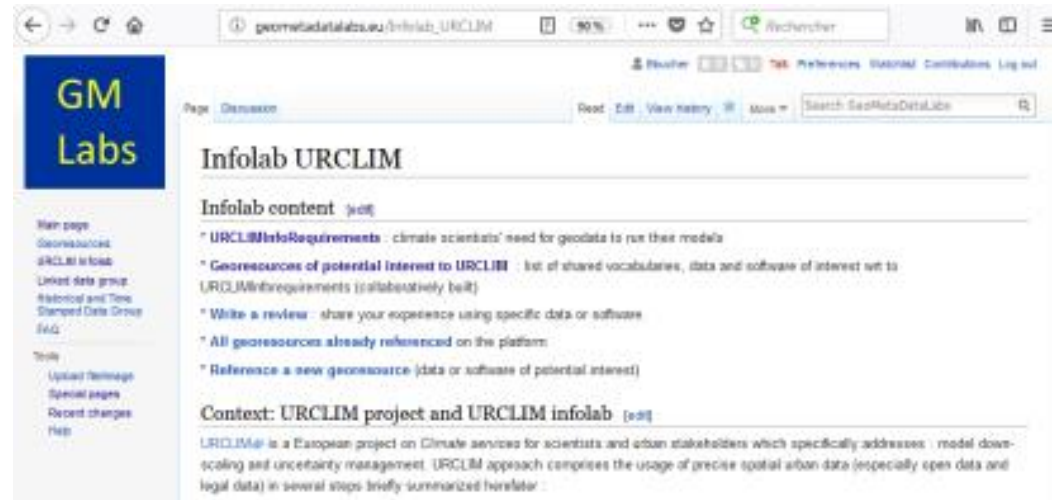 geometadatalabs.eu/Infolab_URCLIM
90%
Rechercher
GM
Labs
Talk Preferences Watchlist Contributions Log out
Page Discussion
Read Edit View history More
Search GeoMetaDataLabs
Infolab URCLIM
Infolab content [edit]
* URCLIMInfoRequirements : climate scientists' need for geodata to run their models
* Georesources of potential interest to URCLIM : list of shared vocabularies, data and software of interest wrt to
URCLIMInforequirements (collaboratively built)
* Write a review : share your experience using specific data or software
* All georesources already referenced on the platform
* Reference a new georesource (data or software of potential interest)
Context: URCLIM project and URCLIM infolab [edit]
URCLIM is a European project on Climate services for scientists and urban stakeholders which specifically addresses : model down-
scaling and uncertainty management. URCLIM approach comprises the usage of precise spatial urban data (especially open data and
legal data) in several steps briefly summarized hereafter :
Main page
Georesources
URCLIM Infolab
Linked data group
Historical and Time
Stamped Data Group
FAQ
Tools
Upload file/image
Special pages
Recent changes
Help